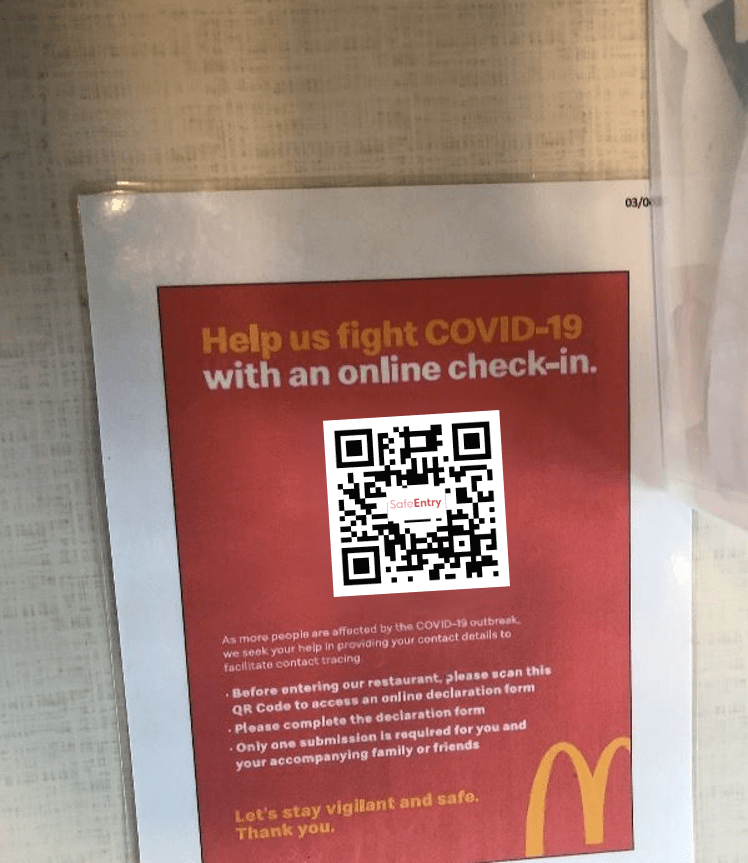 03/0
Help us fight COVID-19
with an online check-in.
SafeEntry
As more people are affected by the COVID-19 outbreak,
we seek your help in providing your contact details to
facilitate contact tracing.
· Before entering our restaurant, please scan this
QR Code to access an online declaration form
· Please complete the declaration form
· Only one submission is required for you and
your accompanying family or friends
Let's stay vigilant and safe.
Thank you.